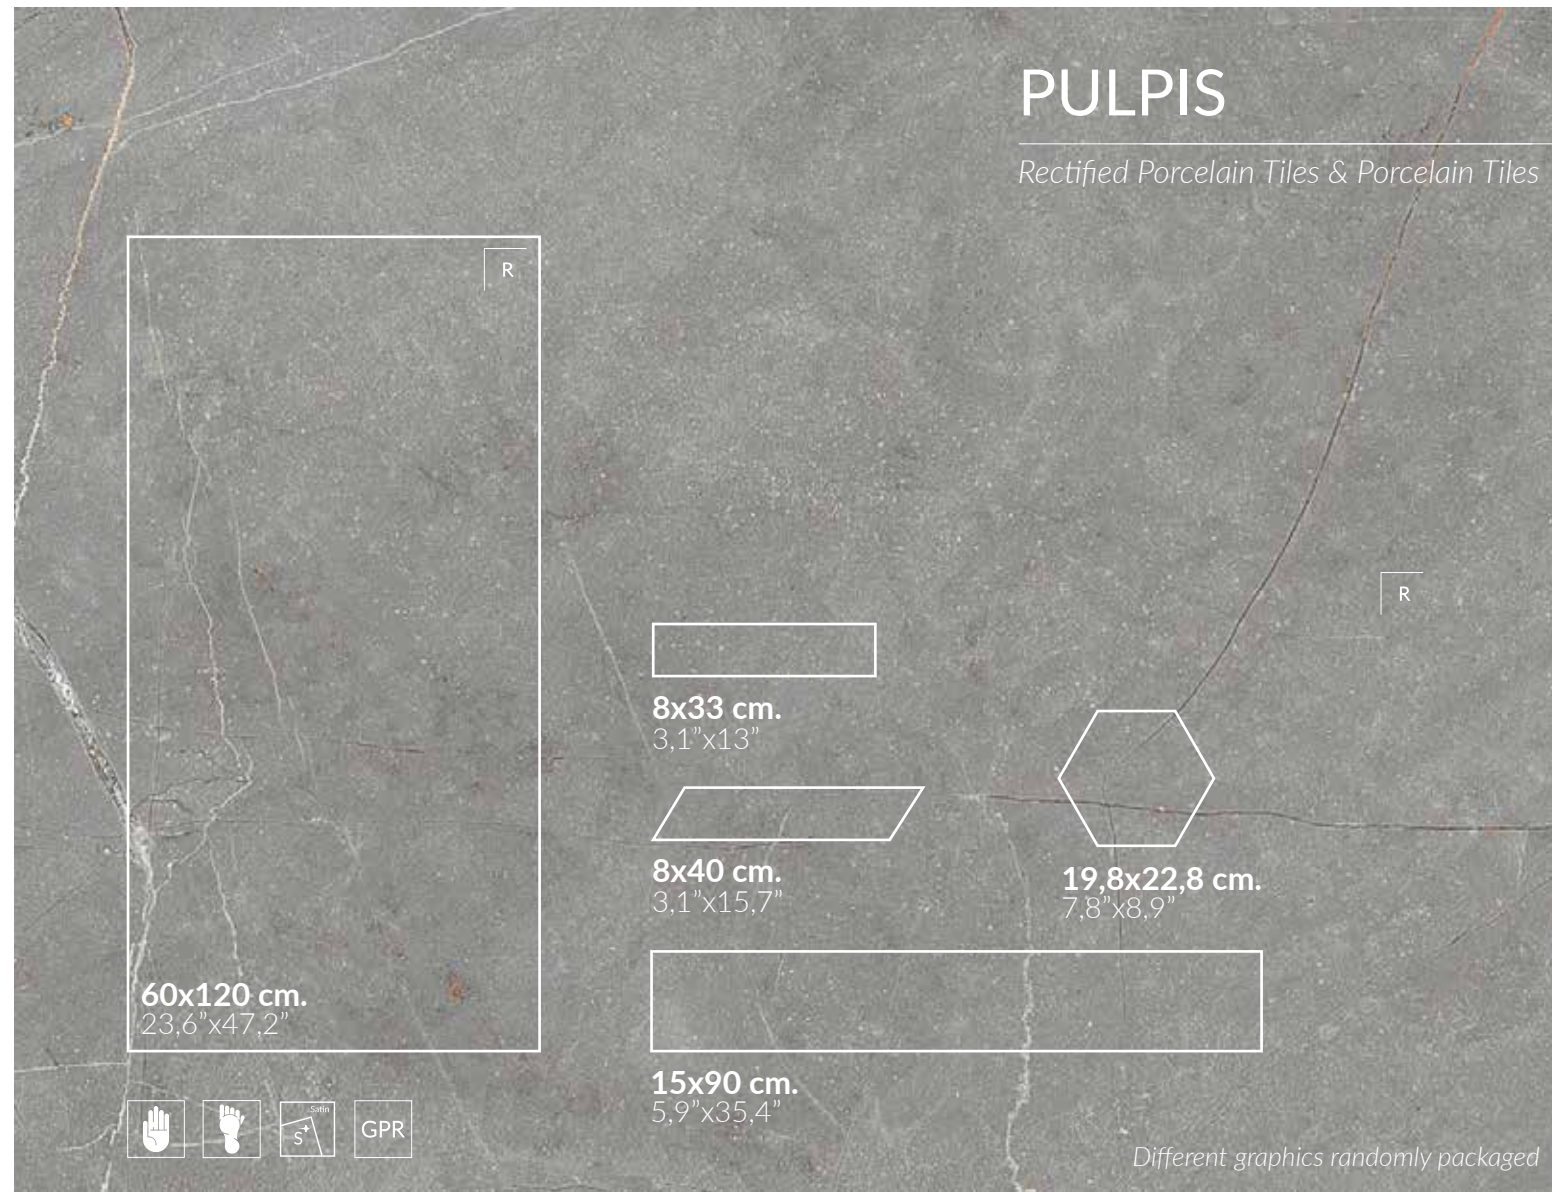 PULPIS
Rectified Porcelain Tiles & Porcelain Tiles
R
R
8x33 cm.
3,1”x13”
8x40 cm.
3,1”x15,7”
19,8x22,8 cm.
7,8”x8,9”
60x120 cm.
23,6”x47,2”
15x90 cm.
5,9”x35,4”
Satin
S+
GPR
Different graphics randomly packaged